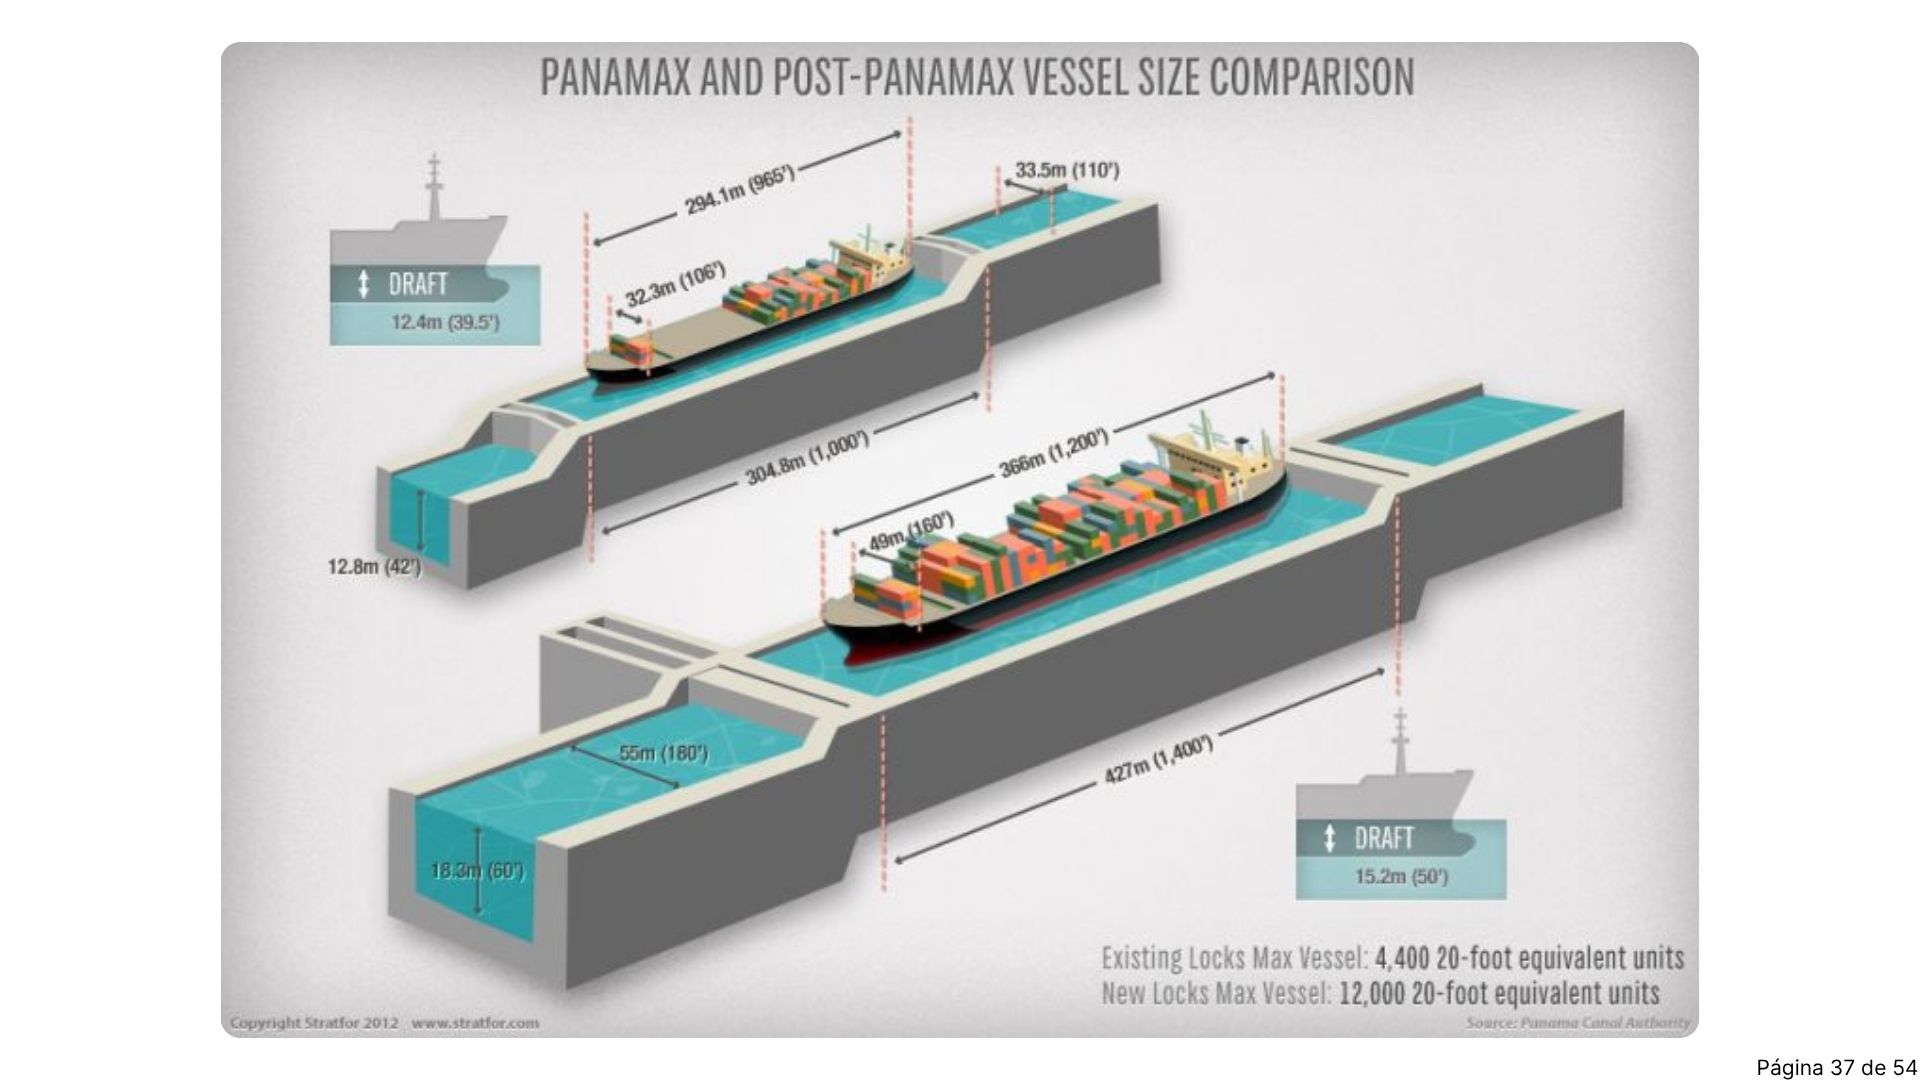 PANAMAX AND POST-PANAMAX VESSEL SIZE COMPARISON
294.1m (965')
33.5m (110')
32.3m (106')
DRAFT
12.4m (39.5')
304.8m (1,000')
12.8m (42')
366m (1,200')
49m (160')
55m (180')
427m (1,400')
18.3m (60')
DRAFT
15.2m (50')
Existing Locks Max Vessel: 4,400 20-foot equivalent units
New Locks Max Vessel: 12,000 20-foot equivalent units
Copyright Stratfor 2012 www.stratfor.com
Source: Panama Canal Authority
Página 37 de 54